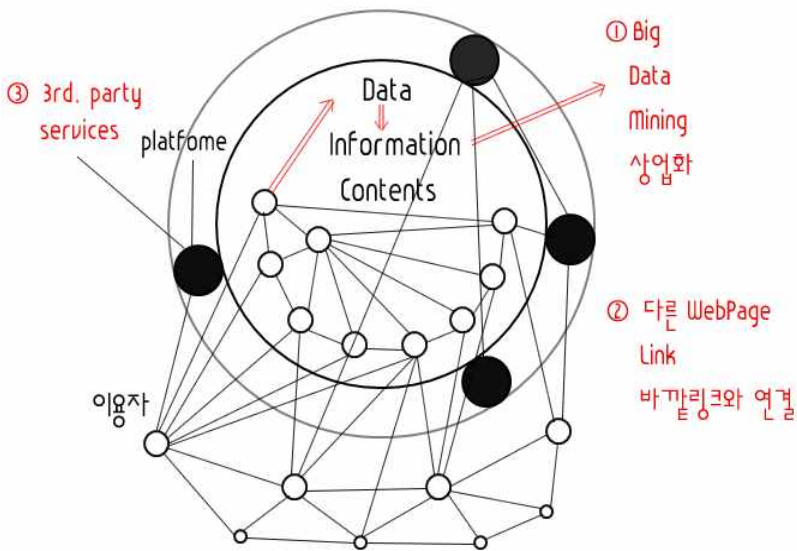 ① Big
Data
Mining
상업화
③ 3rd. party
services
platfome
Data
Information
Contents
② 다른 WebPage
Link
바깥링크와 연결
이용자